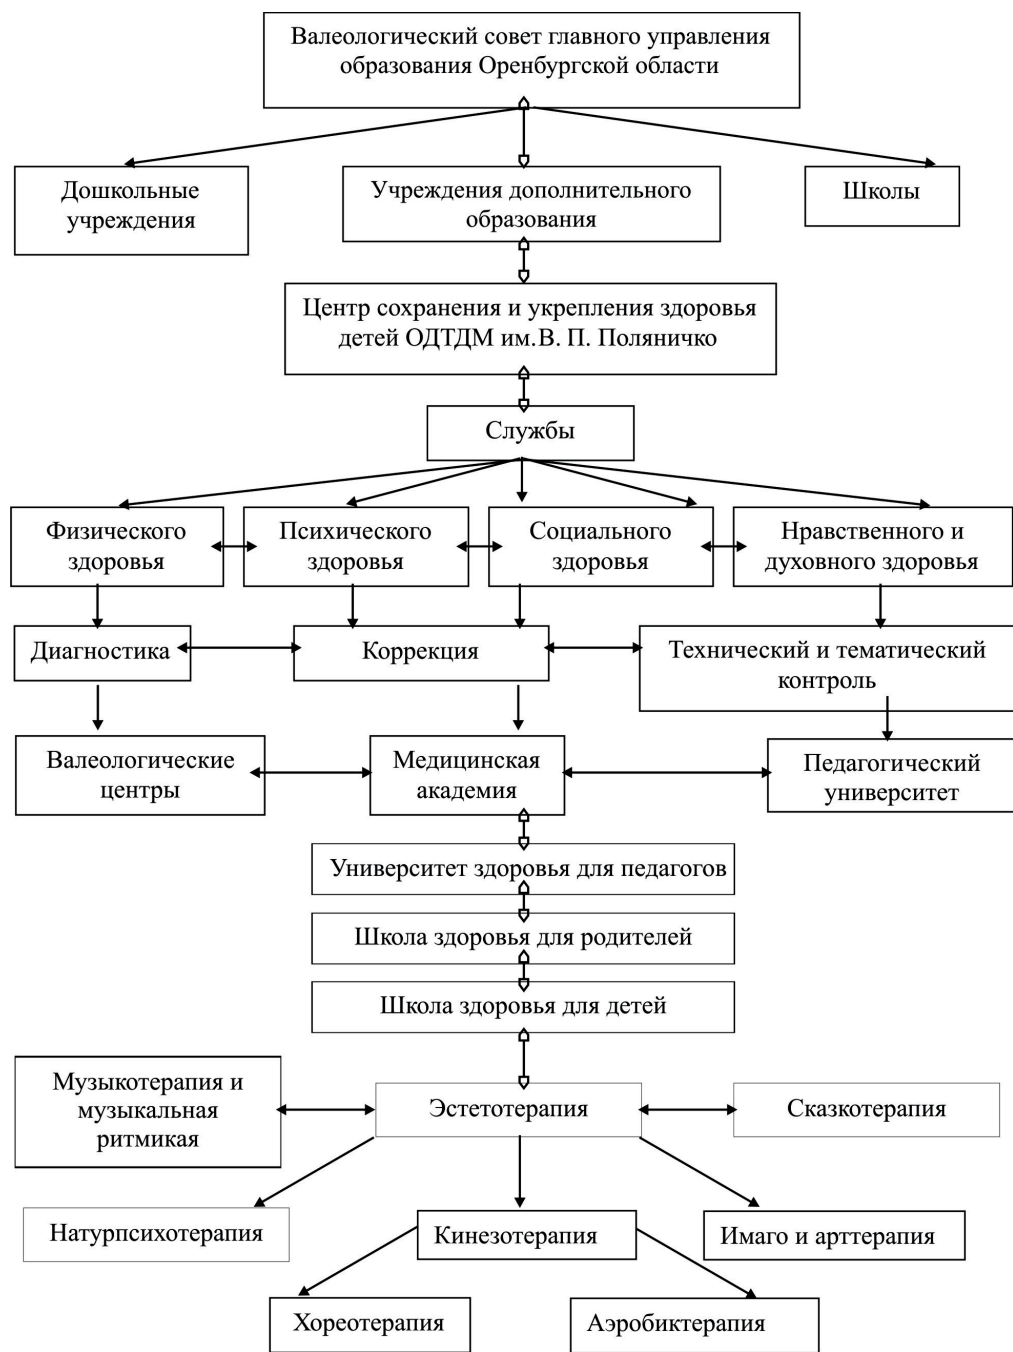 Валеологический совет главного управления
образования Оренбургской области
Дошкольные
учреждения
Учреждения дополнительного
образования
Школы
Центр сохранения и укрепления здоровья
детей ОДТДМ им.В. П. Поляничко
Службы
Физического
здоровья
Психического
здоровья
Социального
здоровья
Нравственного и
духовного здоровья
Диагностика
Коррекция
Технический и тематический
контроль
Валеологические
центры
Медицинская
академия
Педагогический
университет
Университет здоровья для педагогов
Школа здоровья для родителей
Школа здоровья для детей
Музыкотерапия и
музыкальная
ритмикая
Эстетотерапия
Сказкотерапия
Натурпсихотерапия
Кинезотерапия
Имаго и арттерапия
Хореотерапия
Аэробиктерапия